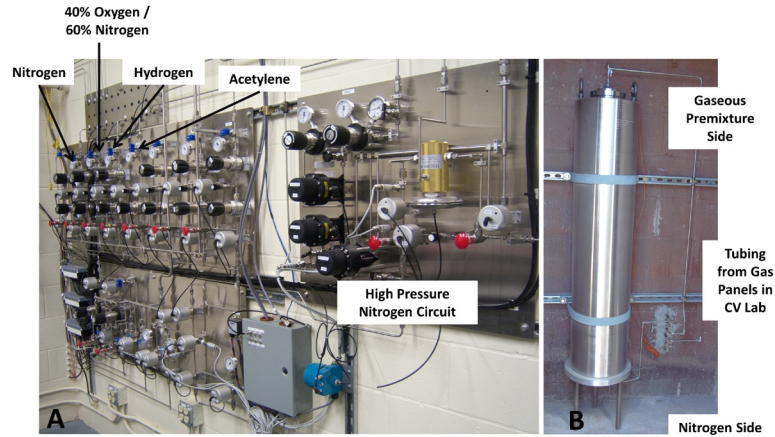 40% Oxygen /
60% Nitrogen
Nitrogen
Hydrogen
Acetylene
High Pressure
Nitrogen Circuit
A
Gaseous
Premixture
Side
Tubing
from Gas
Panels in
CV Lab
B
Nitrogen Side